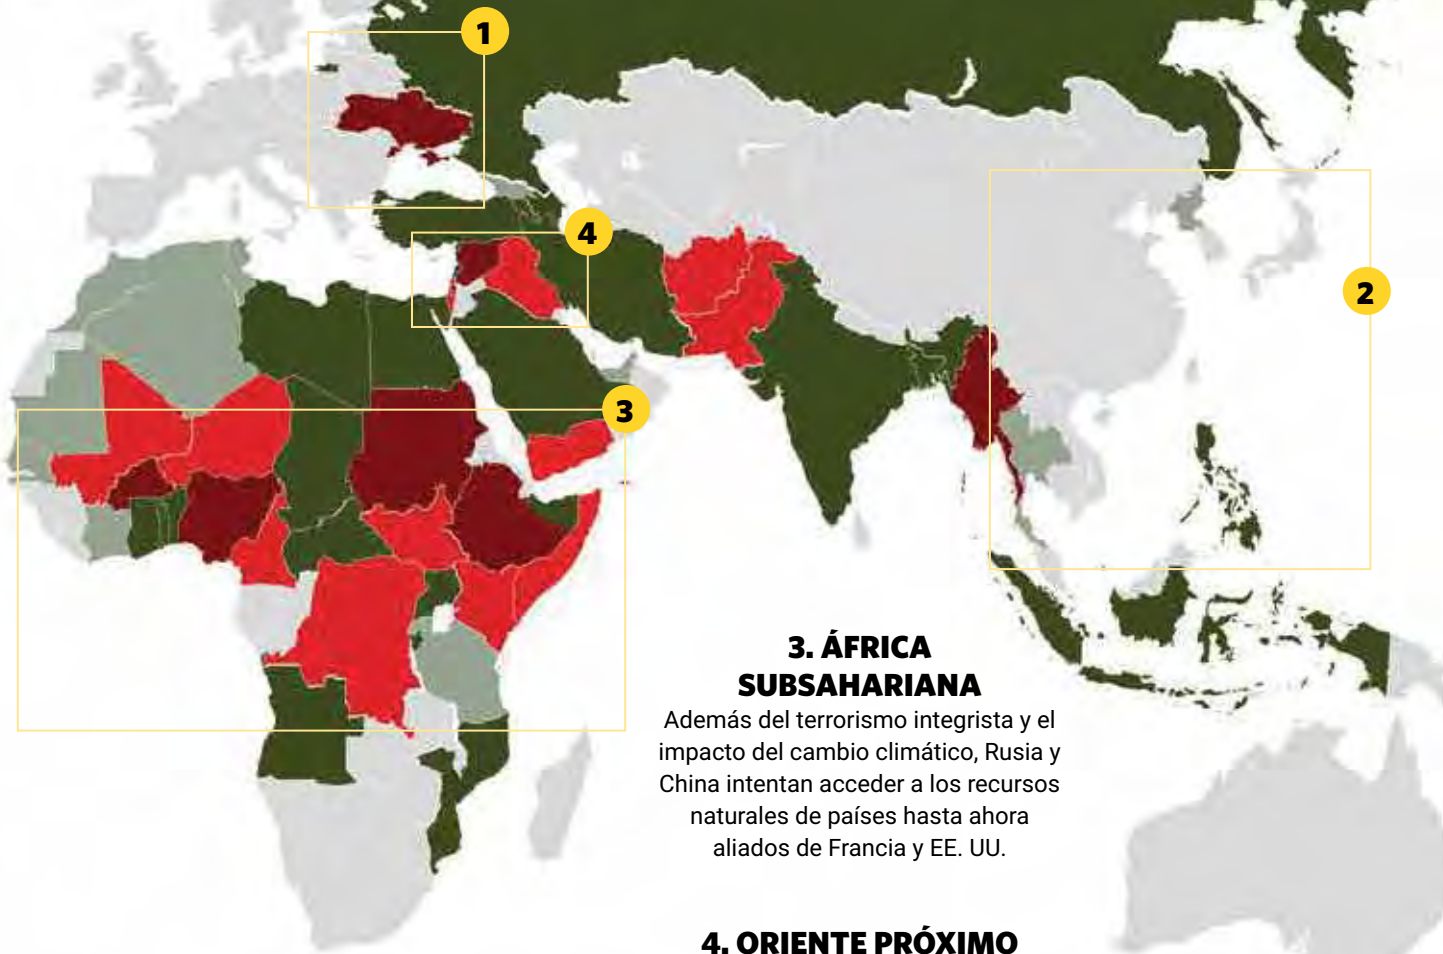 1
4
2
3
3. ÁFRICA
SUBSAHARIANA
Además del terrorismo integrista y el
impacto del cambio climático, Rusia y
China intentan acceder a los recursos
naturales de países hasta ahora
aliados de Francia y EE. UU.
4. ORIENTE PRÓXIMO